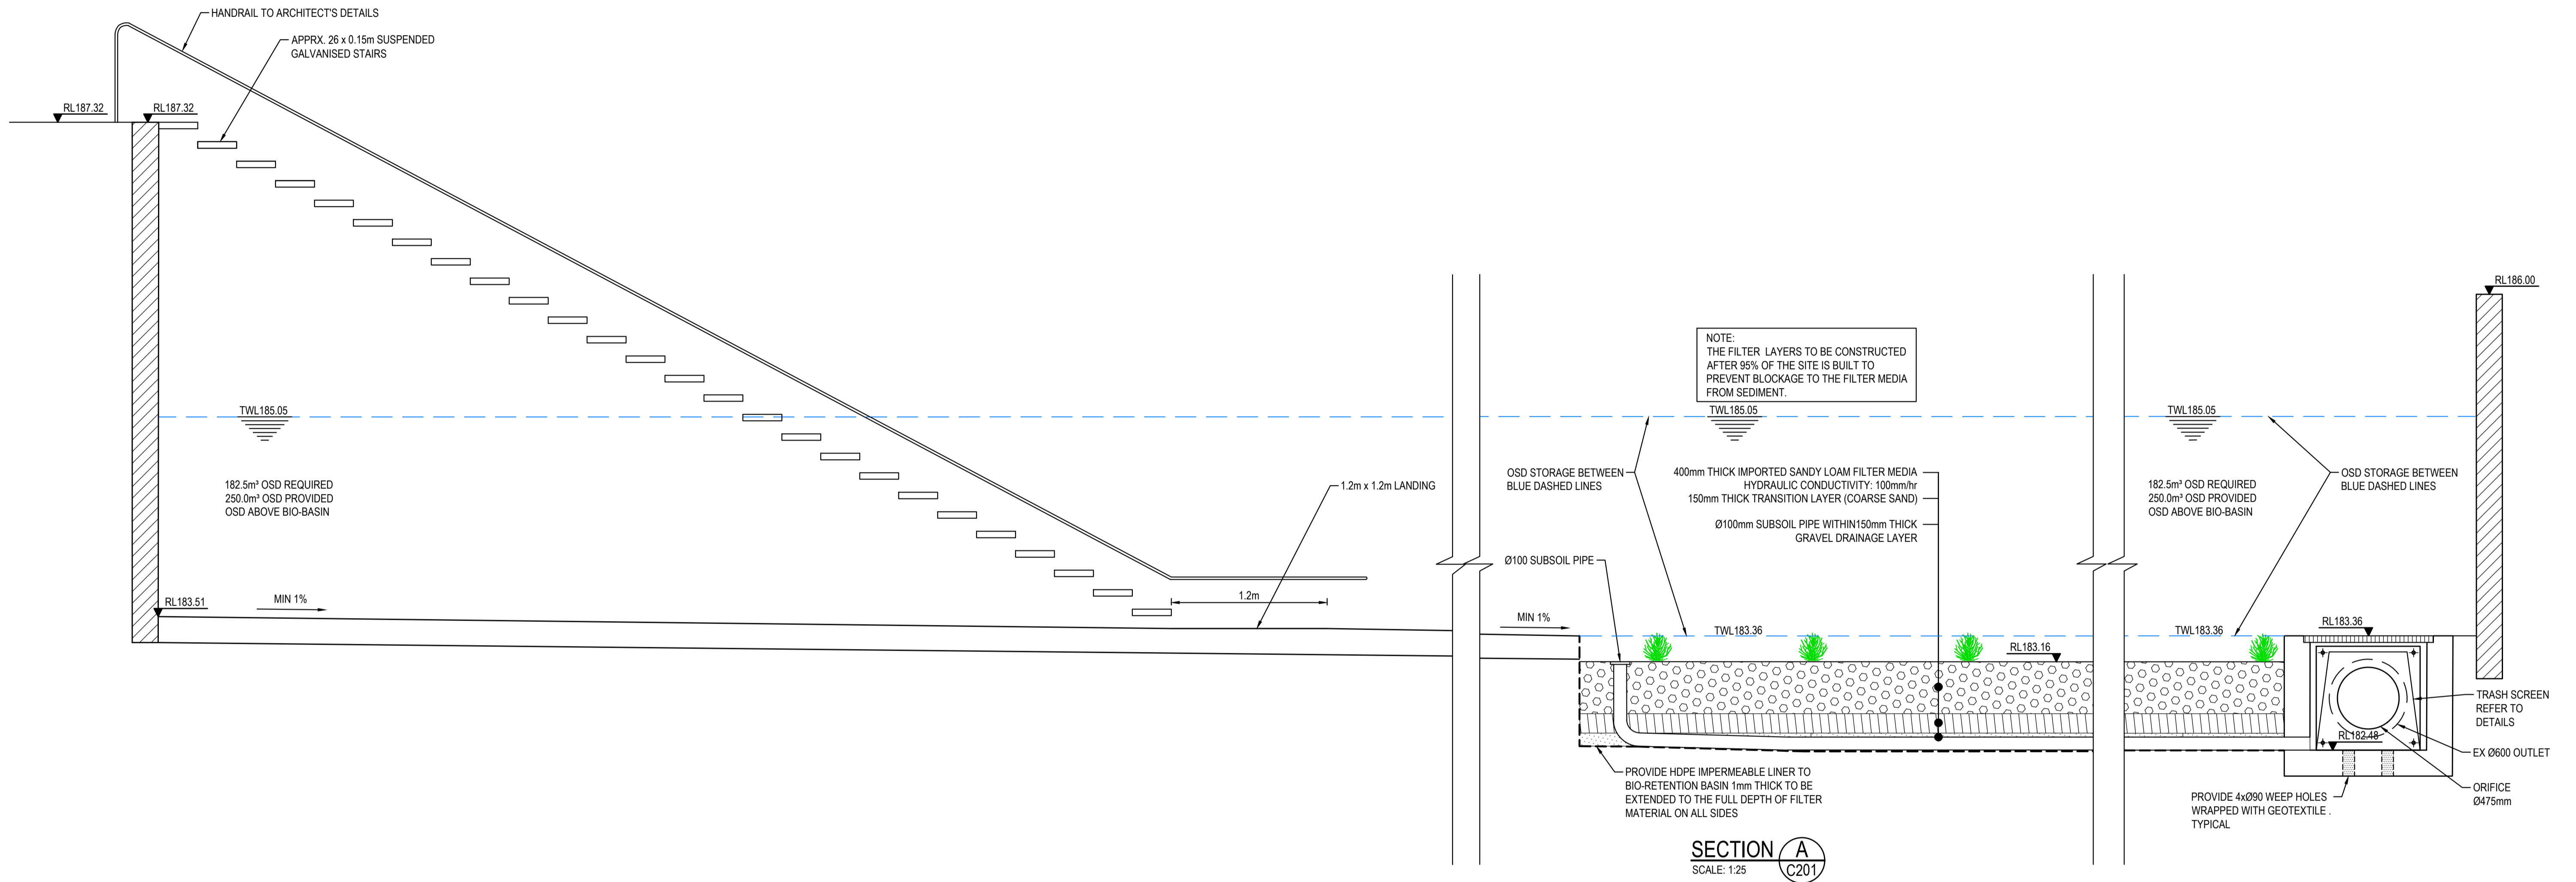 HANDRAIL TO ARCHITECT'S DETAILS
APPRX. 26 x 0.15m SUSPENDED
GALVANISED STAIRS
RL187.32
RL187.32
RL186.00
NOTE:
THE FILTER LAYERS TO BE CONSTRUCTED
AFTER 95% OF THE SITE IS BUILT TO
PREVENT BLOCKAGE TO THE FILTER MEDIA
FROM SEDIMENT.
TWL185.05
TWL185.05
TWL185.05
182.5m³ OSD REQUIRED
250.0m³ OSD PROVIDED
OSD ABOVE BIO-BASIN
1.2m x 1.2m LANDING
OSD STORAGE BETWEEN
BLUE DASHED LINES
400mm THICK IMPORTED SANDY LOAM FILTER MEDIA
HYDRAULIC CONDUCTIVITY: 100mm/hr
150mm THICK TRANSITION LAYER (COARSE SAND)
Ø100mm SUBSOIL PIPE WITHIN150mm THICK
GRAVEL DRAINAGE LAYER
182.5m³ OSD REQUIRED
250.0m³ OSD PROVIDED
OSD ABOVE BIO-BASIN
OSD STORAGE BETWEEN
BLUE DASHED LINES
Ø100 SUBSOIL PIPE
RL183.51
MIN 1%
1.2m
MIN 1%
TWL183.36
TWL183.36
RL183.36
RL183.16
TRASH SCREEN
REFER TO
DETAILS
RL182.48
EX Ø600 OUTLET
ORIFICE
Ø475mm
PROVIDE HDPE IMPERMEABLE LINER TO
BIO-RETENTION BASIN 1mm THICK TO BE
EXTENDED TO THE FULL DEPTH OF FILTER
MATERIAL ON ALL SIDES
PROVIDE 4xØ90 WEEP HOLES
WRAPPED WITH GEOTEXTILE .
TYPICAL
SECTION A
SCALE: 1:25 C201